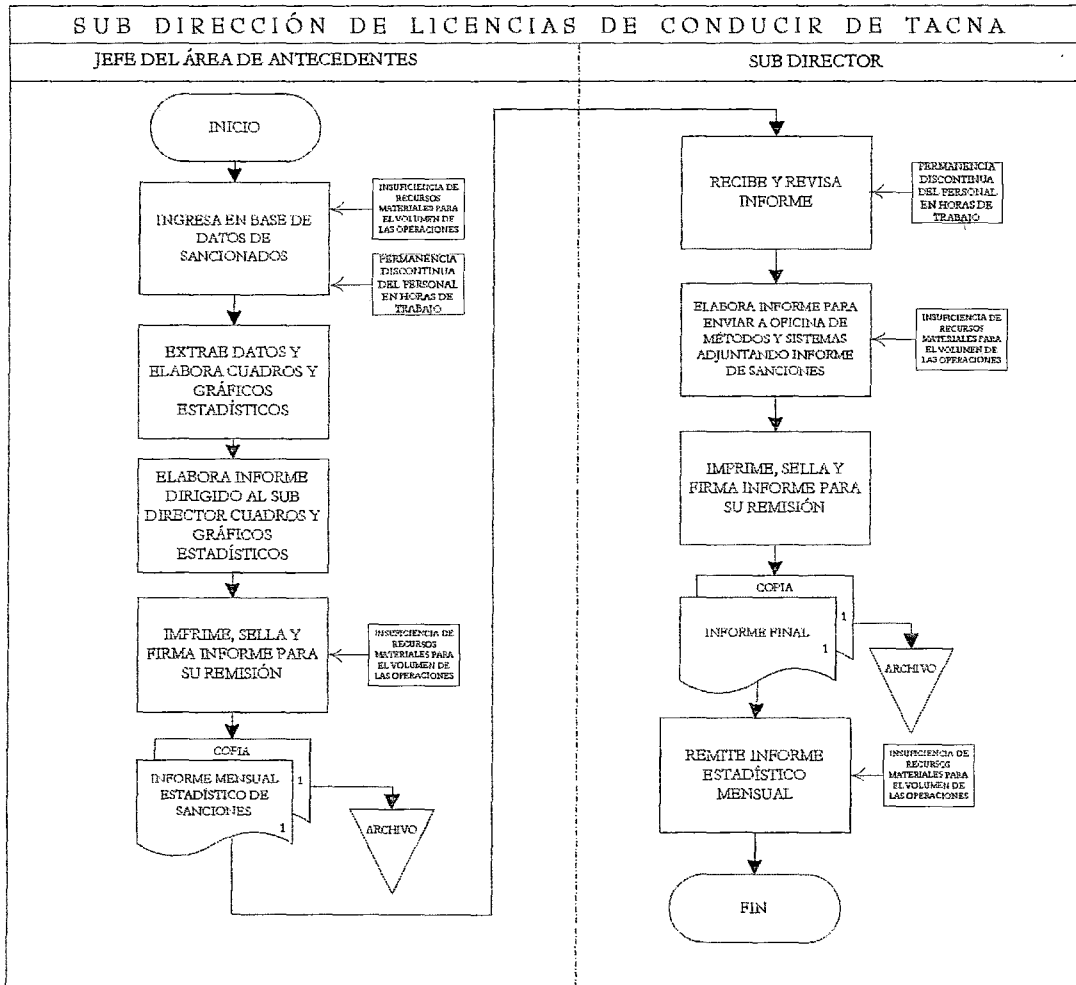 SUB DIRECCIÓN DE LICENCIAS DE CONDUCIR DE TACNA
JEFE DEL ÁREA DE ANTECEDENTES
SUB DIRECTOR
INICIO
INGRESA EN BASE DE
DATOS DE
SANCIONADOS
INSUFICIENCIA DE
RECURSOS
MATERIALES PARA
EL VOLUMEN DE
LAS OPERACIONES
PERMANENCIA
DISCONTINUA
DEL PERSONAL
EN HORAS DE
TRABAJO
EXTRAE DATOS Y
ELABORA CUADROS Y
GRÁFICOS
ESTADÍSTICOS
ELABORA INFORME
DIRIGIDO AL SUB
DIRECTOR CUADROS Y
GRÁFICOS
ESTADÍSTICOS
IMPRIME, SELLA Y
FIRMA INFORME PARA
SU REMISIÓN
INSUFICIENCIA DE
RECURSOS
MATERIALES PARA
EL VOLUMEN DE
LAS OPERACIONES
COPIA
1
INFORME MENSUAL
ESTADÍSTICO DE
SANCIONES
1
ARCHIVO
RECIBE Y REVISA
INFORME
PERMANENCIA
DISCONTINUA
DEL PERSONAL
EN HORAS DE
TRABAJO
ELABORA INFORME PARA
ENVIAR A OFICINA DE
MÉTODOS Y SISTEMAS
ADJUNTANDO INFORME
DE SANCIONES
INSUFICIENCIA DE
RECURSOS
MATERIALES PARA
EL VOLUMEN DE
LAS OPERACIONES
IMPRIME, SELLA Y
FIRMA INFORME PARA
SU REMISIÓN
COPIA
1
INFORME FINAL
1
ARCHIVO
REMITE INFORME
ESTADÍSTICO
MENSUAL
INSUFICIENCIA DE
RECURSOS
MATERIALES PARA
EL VOLUMEN DE
LAS OPERACIONES
FIN